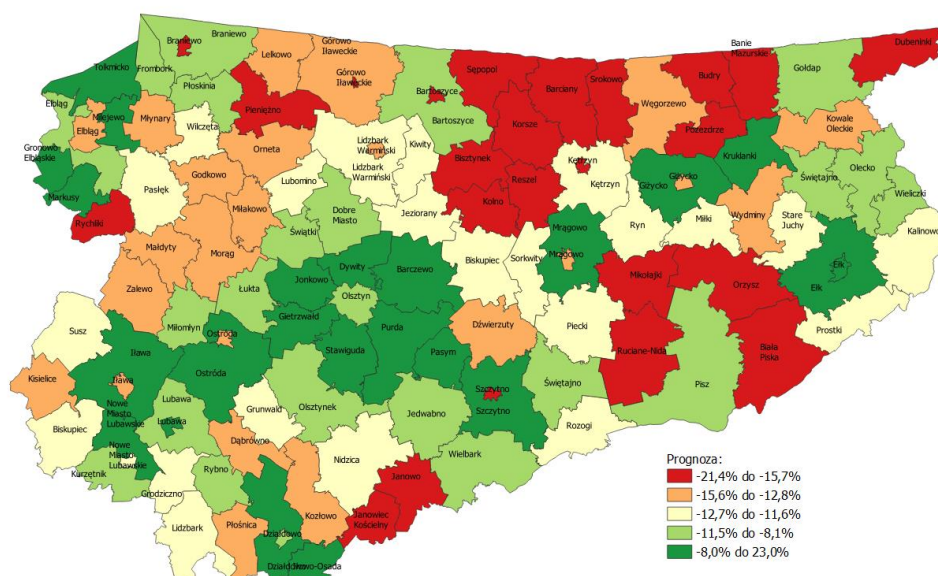 Braniewo
Braniewo
Lelkowo
Górowo
Iławeckie
Banie
Mazurskie
Dubeninki
Tolkmicko
Frombork
Płoskinia
Górowo
Iławeckie
Sępopol
Barciany
Srokowo
Budry
Gołdap
Pieniężno
Bartoszyce
Węgorzewo
Elbląg
Milejewo
Młynary
Wilczęta
Bartoszyce
Korsze
Pozezdrze
Kowale
Oleckie
Elbląg
Orneta
Lidzbark
Warmiński
Kiwity
Gronowo
Elbląskie
Bisztynek
Kętrzyn
Kruklanki
Lidzbark
Warmiński
Reszel
Kętrzyn
Giżycko
Giżycko
Świętajno
Olecko
Markusy
Pasłęk
Godkowo
Lubomino
Kolno
Wieliczki
Rychliki
Miłakowo
Dobre
Miasto
Jeziorany
Mrągowo
Ryn
Miłki
Wydminy
Stare
Juchy
Kalinowo
Świątki
Małdyty
Morąg
Biskupiec
Sorkwity
Mrągowo
Ełk
Jonkowo
Dywity
Barczewo
Mikołajki
Orzysz
Ełk
Zalewo
Łukta
Olsztyn
Miłomłyn
Gietrzwałd
Purda
Dźwierzuty
Piecki
Prostki
Susz
Iława
Ostróda
Stawiguda
Pasym
Ruciane-Nida
Biała
Piska
Kisielice
Iława
Ostróda
Szczytno
Świętajno
Pisz
Nowe
Miasto
Lubawskie
Lubawa
Grunwald
Olsztynek
Jedwabno
Szczytno
Biskupiec
Lubawa
Rozogi
Nowe
Miasto
Lubawskie
Dąbrówno
Nidzica
Wielbark
Kurzętnik
Rybno
Janowo
Grodziczno
Lidzbark
Płośnica
Kozłowo
Janowiec
Kościelny
Działdowo
Działdowo
Iłowo-Osada
Prognoza:
-21,4% do -15,7%
-15,6% do -12,8%
-12,7% do -11,6%
-11,5% do -8,1%
-8,0% do 23,0%